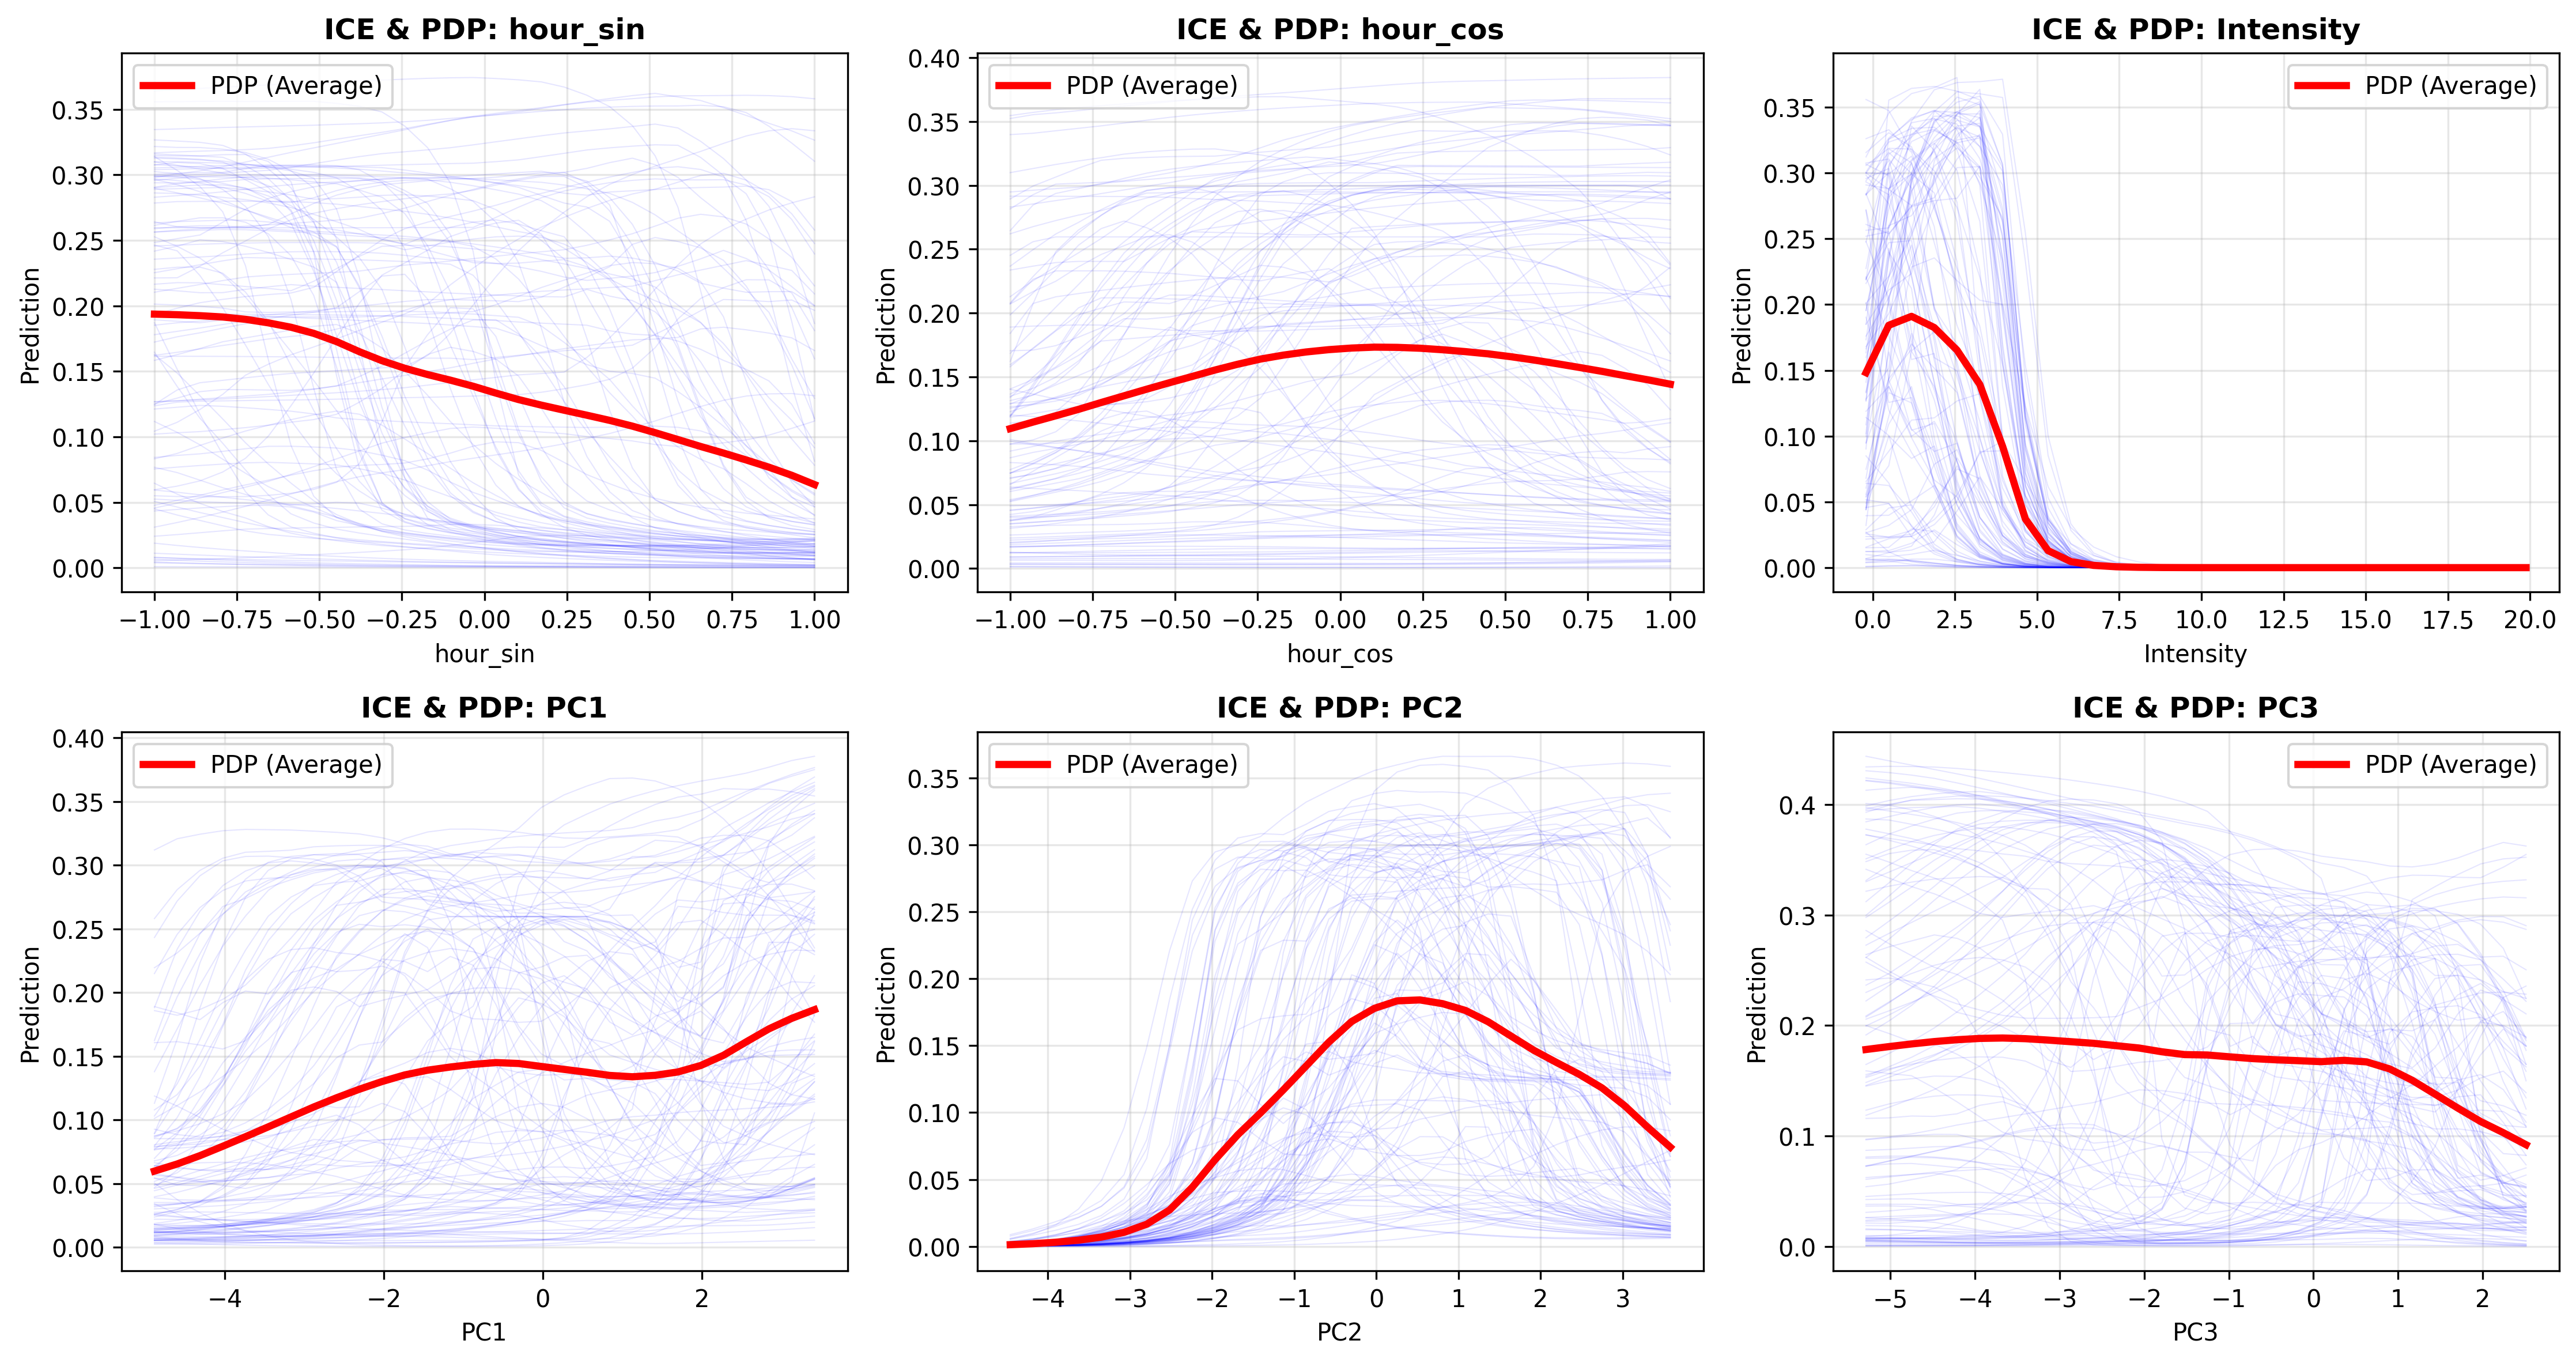 ICE & PDP: hour_sin
PDP (Average)
Prediction
0.35
0.30
0.25
0.20
0.15
0.10
0.05
0.00
−1.00 −0.75 −0.50 −0.25 0.00 0.25 0.50 0.75 1.00
hour_sin
ICE & PDP: hour_cos
PDP (Average)
Prediction
0.40
0.35
0.30
0.25
0.20
0.15
0.10
0.05
0.00
−1.00 −0.75 −0.50 −0.25 0.00 0.25 0.50 0.75 1.00
hour_cos
ICE & PDP: Intensity
PDP (Average)
Prediction
0.35
0.30
0.25
0.20
0.15
0.10
0.05
0.00
0.0 2.5 5.0 7.5 10.0 12.5 15.0 17.5 20.0
Intensity
ICE & PDP: PC1
PDP (Average)
Prediction
0.40
0.35
0.30
0.25
0.20
0.15
0.10
0.05
0.00
−4 −2 0 2
PC1
ICE & PDP: PC2
PDP (Average)
Prediction
0.35
0.30
0.25
0.20
0.15
0.10
0.05
0.00
−4 −3 −2 −1 0 1 2 3
PC2
ICE & PDP: PC3
PDP (Average)
Prediction
0.4
0.3
0.2
0.1
0.0
−5 −4 −3 −2 −1 0 1 2
PC3